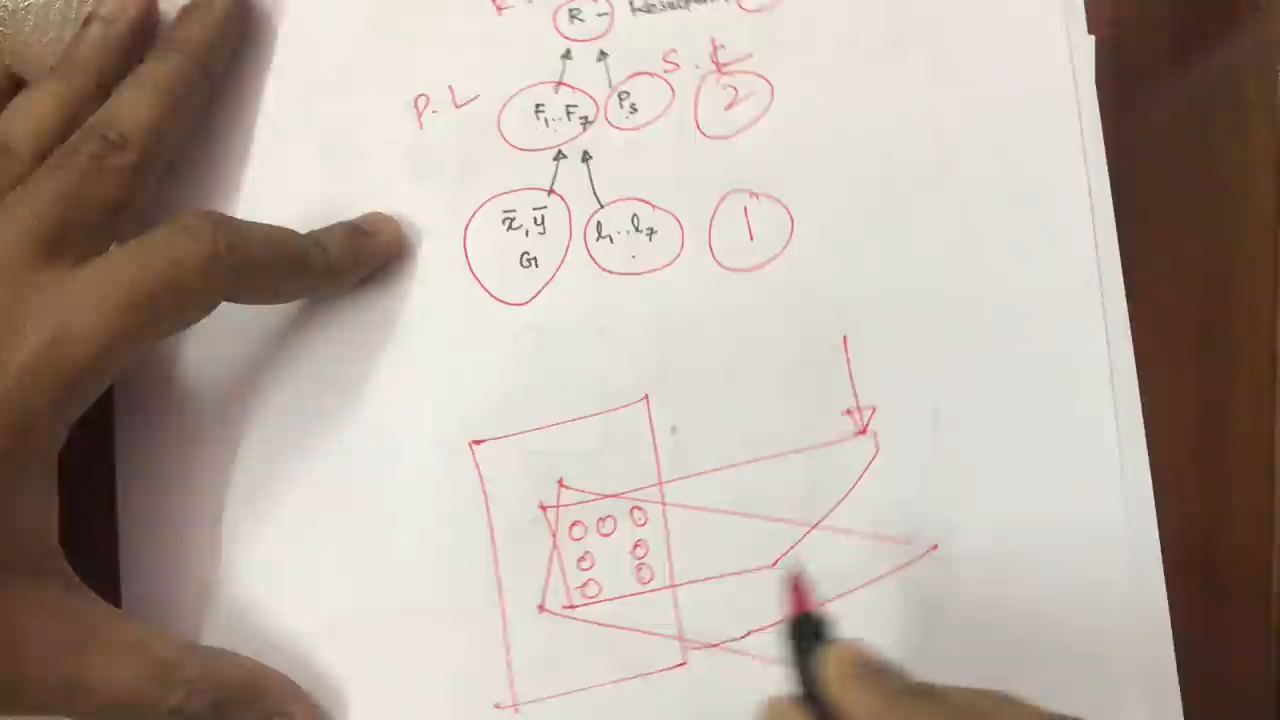 R -
P.L F₁..F₇ Pₛ S.L 2
x̄, ȳ l₁..l₇ 1
G